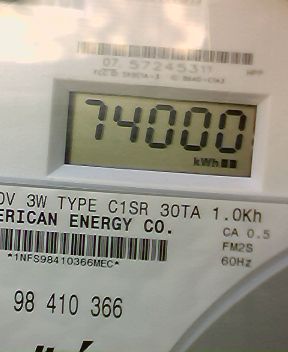 07 57245311
74000
kWh
0V 3W TYPE C1SR 30TA 1.0Kh
ERICAN ENERGY CO. CA 0.5
FM2S
*1NFS98410366MEC* 60Hz
98 410 366